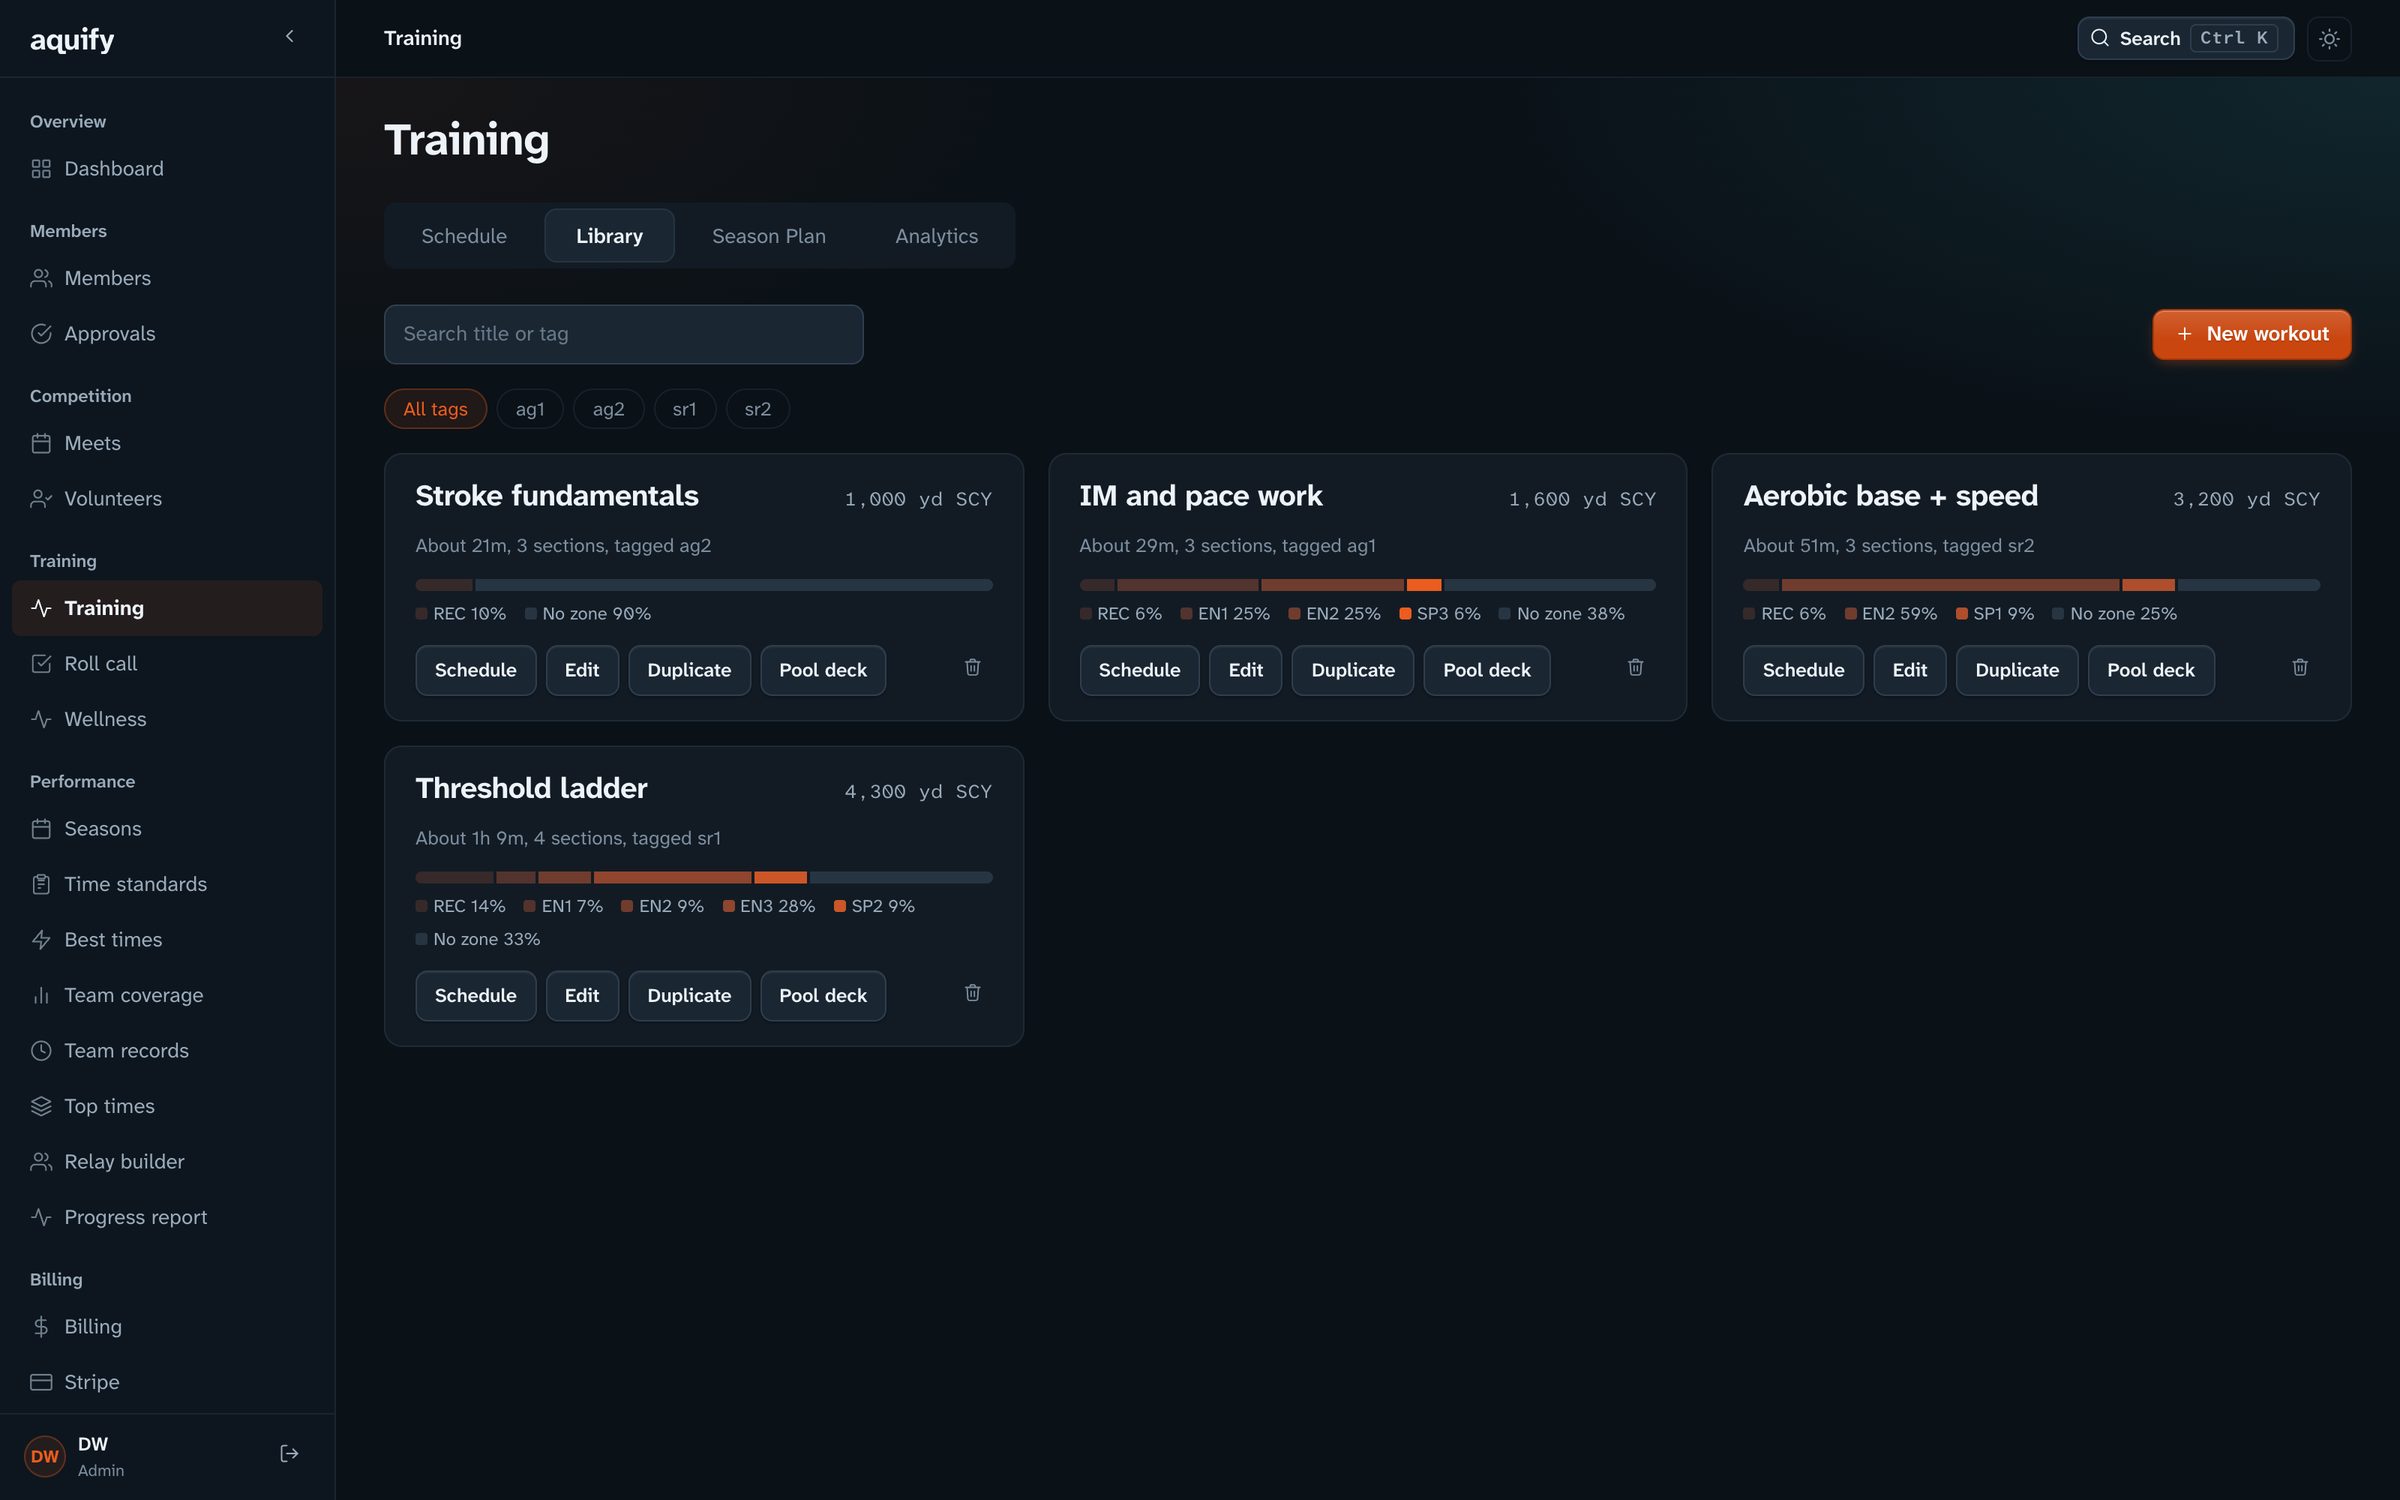 aquify
Training
Search Ctrl K
Overview
Dashboard
Members
Members
Approvals
Competition
Meets
Volunteers
Training
Training
Roll call
Wellness
Performance
Seasons
Time standards
Best times
Team coverage
Team records
Top times
Relay builder
Progress report
Billing
Billing
Stripe
DW
DW
Admin
Training
Schedule Library Season Plan Analytics
Search title or tag
+ New workout
All tags ag1 ag2 sr1 sr2
Stroke fundamentals 1,000 yd SCY
About 21m, 3 sections, tagged ag2
REC 10% No zone 90%
Schedule Edit Duplicate Pool deck
IM and pace work 1,600 yd SCY
About 29m, 3 sections, tagged ag1
REC 6% EN1 25% EN2 25% SP3 6% No zone 38%
Schedule Edit Duplicate Pool deck
Aerobic base + speed 3,200 yd SCY
About 51m, 3 sections, tagged sr2
REC 6% EN2 59% SP1 9% No zone 25%
Schedule Edit Duplicate Pool deck
Threshold ladder 4,300 yd SCY
About 1h 9m, 4 sections, tagged sr1
REC 14% EN1 7% EN2 9% EN3 28% SP2 9%
No zone 33%
Schedule Edit Duplicate Pool deck